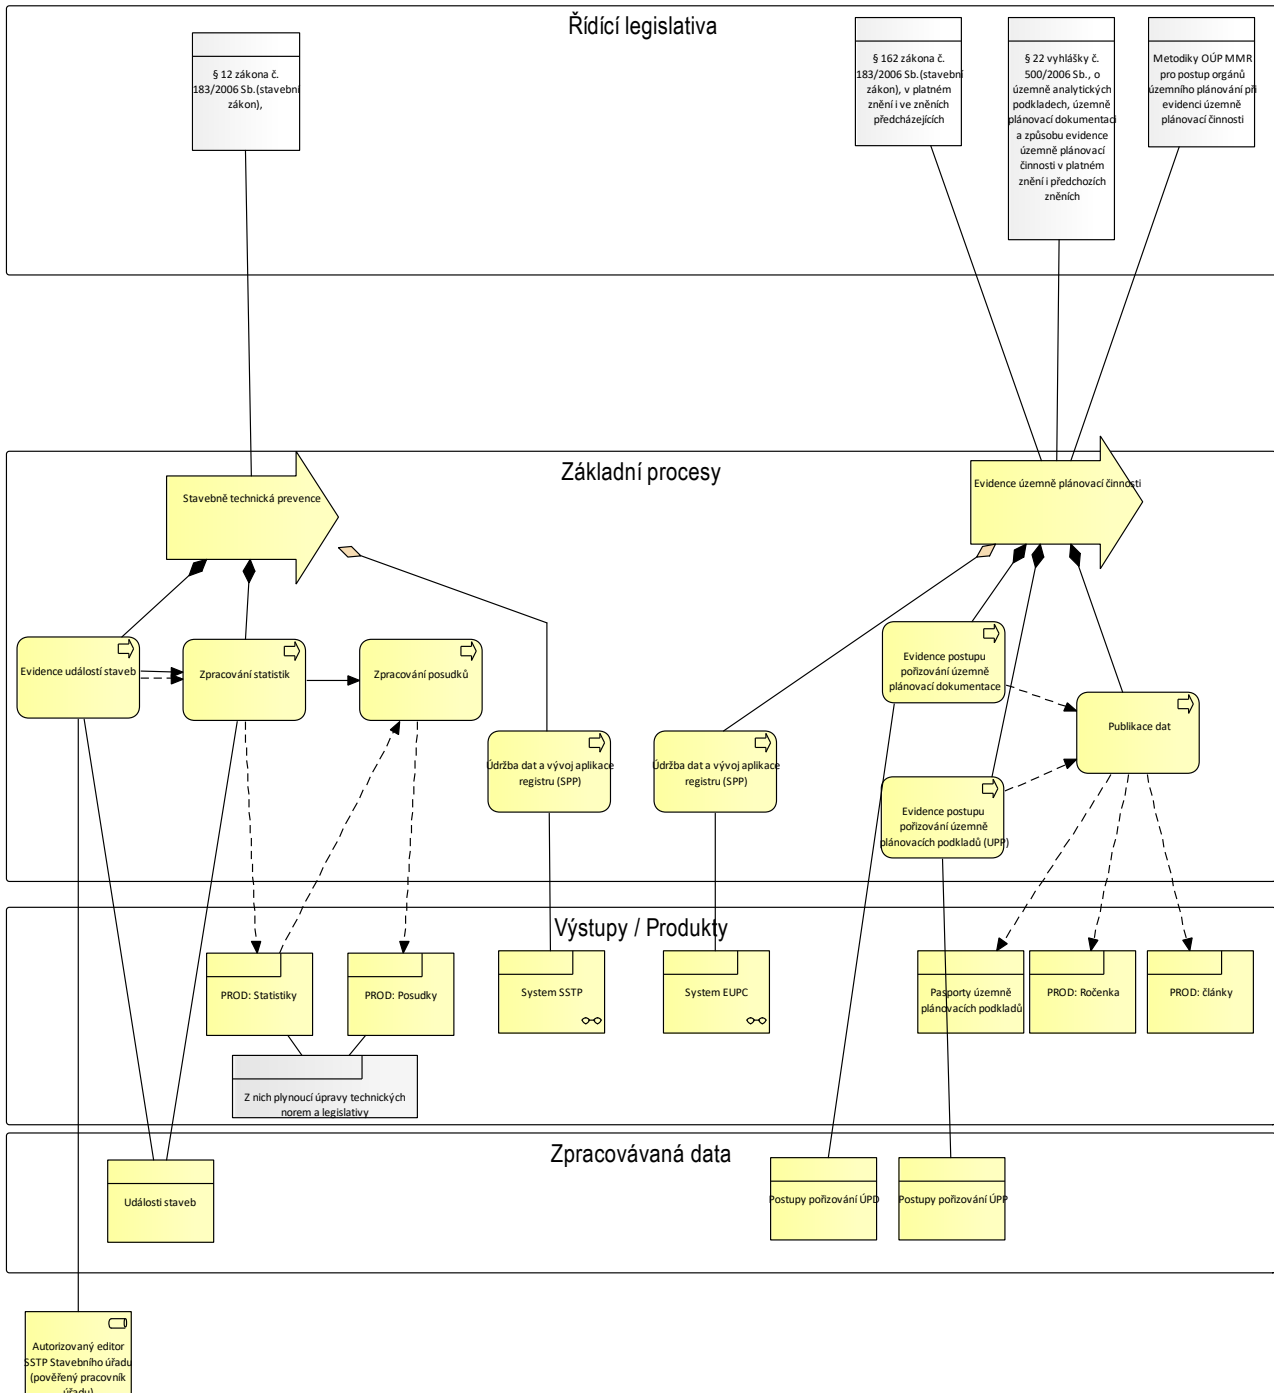 Řídící legislativa
§ 12 zákona č.
183/2006 Sb.(stavební
zákon),
§ 162 zákona č.
183/2006 Sb.(stavební
zákon), v platném
znění i ve zněních
předcházejících
§ 22 vyhlášky č.
500/2006 Sb., o
územně analytických
podkladech, územně
plánovací dokumentaci
a způsobu evidence
územně plánovací
činnosti v platném
znění i předchozích
zněních
Metodiky OÚP MMR
pro postup orgánů
územního plánování při
evidenci územně
plánovací činnosti
Základní procesy
Stavebně technická prevence
Evidence územně plánovací činnosti
Evidence událostí staveb
Zpracování statistik
Zpracování posudků
Údržba dat a vývoj aplikace
registru (SPP)
Údržba dat a vývoj aplikace
registru (SPP)
Evidence postupu
pořizování územně
plánovací dokumentace
Publikace dat
Evidence postupu
pořizování územně
plánovacích podkladů (UPP)
Výstupy / Produkty
PROD: Statistiky
PROD: Posudky
System SSTP
System EUPC
Pasporty územně
plánovacích podkladů
PROD: Ročenka
PROD: články
Z nich plynoucí úpravy technických
norem a legislativy
Zpracovávaná data
Události staveb
Postupy pořizování ÚPD
Postupy pořizování ÚPP
Autorizovaný editor
SSTP Stavebního úřadu
(pověřený pracovník
úřadu)